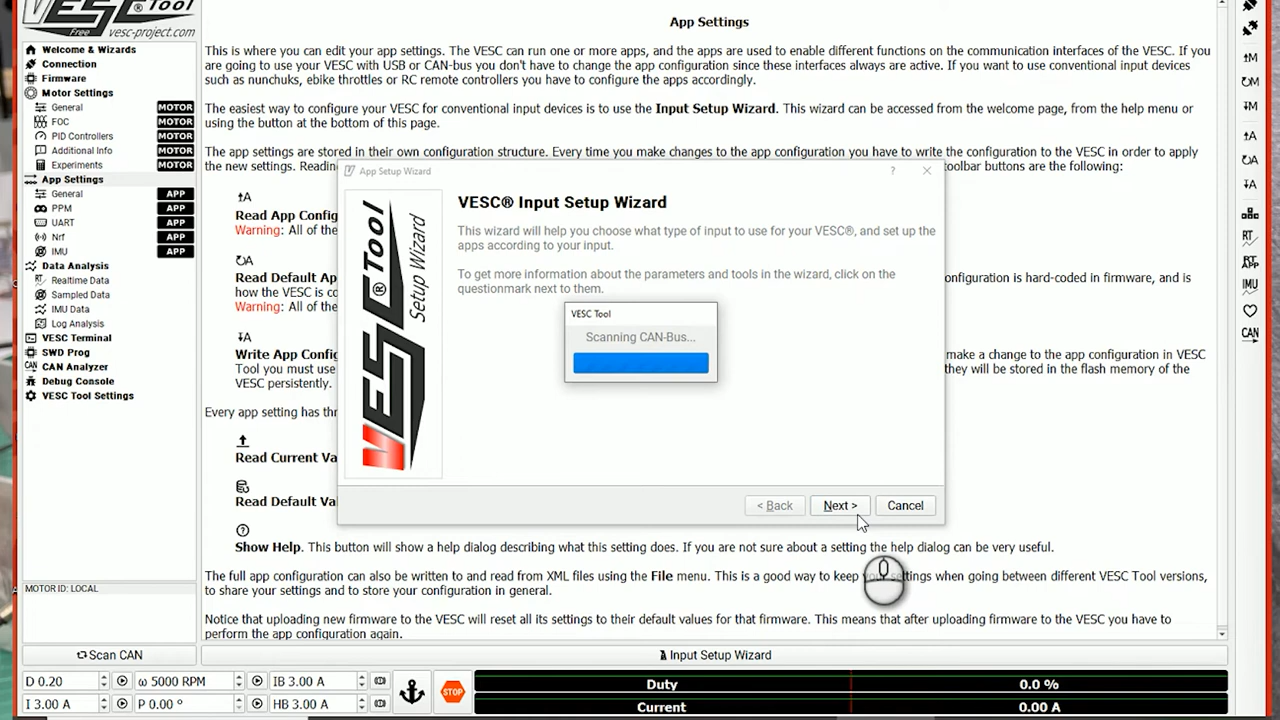 VESC Tool
Free vesc-project.com
Welcome & Wizards
Connection
Firmware
Motor Settings
General MOTOR
FOC MOTOR
PID Controllers MOTOR
Additional Info MOTOR
Experiments MOTOR
App Settings
General APP
PPM APP
UART APP
Nrf APP
IMU APP
Data Analysis
Realtime Data
Sampled Data
IMU Data
Log Analysis
VESC Terminal
SWD Prog
CAN CAN Analyzer
Debug Console
VESC Tool Settings
MOTOR ID: LOCAL
Scan CAN
App Settings
This is where you can edit your app settings. The VESC can run one or more apps, and the apps are used to enable different functions on the communication interfaces of the VESC. If you
are going to use your VESC with USB or CAN-bus you don't have to change the app configuration since these interfaces always are active. If you want to use conventional input devices
such as nunchuks, ebike throttles or RC remote controllers you have to configure the apps accordingly.
The easiest way to configure your VESC for conventional input devices is to use the Input Setup Wizard. This wizard can be accessed from the welcome page, from the help menu or
using the button at the bottom of this page.
The app settings are stored in their own configuration structure. Every time you make changes to the app configuration you have to write the configuration to the VESC in order to apply
the new settings. Readin
toolbar buttons are the following:
A
Read App Config
Warning: All of the
A
Read Default Ap
onfiguration is hard-coded in firmware, and is
how the VESC is co
Warning: All of the
A
Write App Config
make a change to the app configuration in VESC
Tool you must use
they will be stored in the flash memory of the
VESC persistently.
Every app setting has thr
Read Current Va
Read Default Va
Show Help. This button will show a help dialog describing what this setting does. If you are not sure about a setting the help dialog can be very useful.
The full app configuration can also be written to and read from XML files using the File menu. This is a good way to keep your settings when going between different VESC Tool versions,
to share your settings and to store your configuration in general.
Notice that uploading new firmware to the VESC will reset all its settings to their default values for that firmware. This means that after uploading firmware to the VESC you have to
perform the app configuration again.
App Setup Wizard ?
VESC® Tool
Setup Wizard
VESC® Input Setup Wizard
This wizard will help you choose what type of input to use for your VESC®, and set up the
apps according to your input.
To get more information about the parameters and tools in the wizard, click on the
questionmark next to them.
VESC Tool
Scanning CAN-Bus...
< Back
Next >
Cancel
Input Setup Wizard
D 0.20
ω 5000 RPM
IB 3.00 A
I 3.00 A
P 0.00 °
HB 3.00 A
STOP
Duty 0.0 %
Current 0.00 A
M
M
M
A
A
A
RT
RT
APP
IMU
CAN